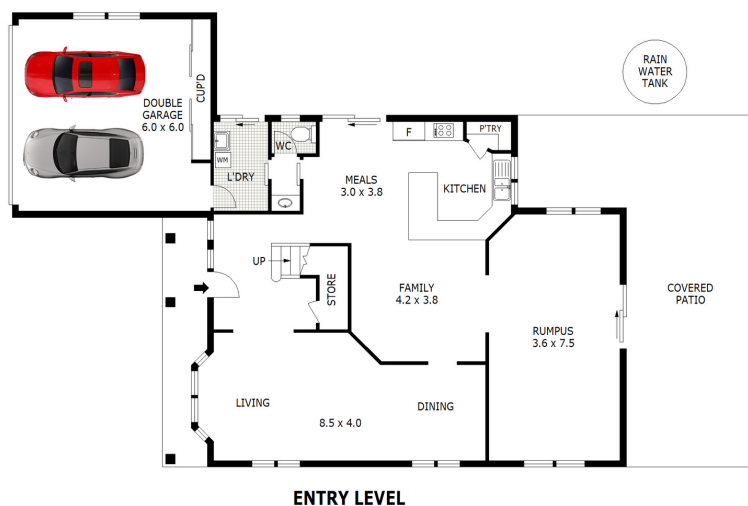 DOUBLE
GARAGE
6.0 x 6.0
CUP'D
RAIN
WATER
TANK
WC
WM
L'DRY
F
P'TRY
MEALS
3.0 x 3.8
KITCHEN
UP
STORE
FAMILY
4.2 x 3.8
COVERED
PATIO
RUMPUS
3.6 x 7.5
LIVING
DINING
8.5 x 4.0
ENTRY LEVEL